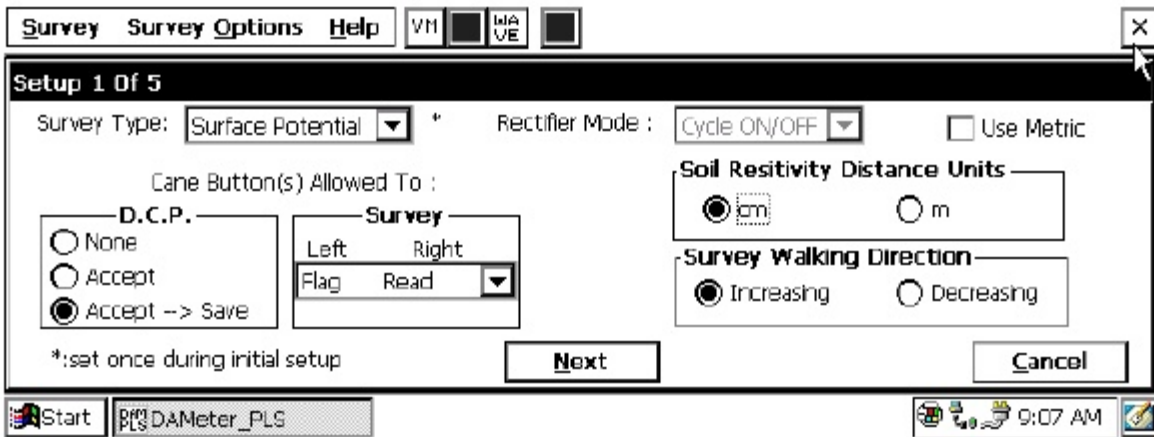 Survey Survey Options Help VM WAVE
Setup 1 Of 5
Survey Type: Surface Potential * Rectifier Mode : Cycle ON/OFF Use Metric
Cane Button(s) Allowed To :
Soil Resitivity Distance Units
cm m
D.C.P.
None
Accept
Accept --> Save
Survey
Left Right
Flag Read
Survey Walking Direction
Increasing Decreasing
*:set once during initial setup
Next Cancel
Start DAMeter_PLS 9:07 AM